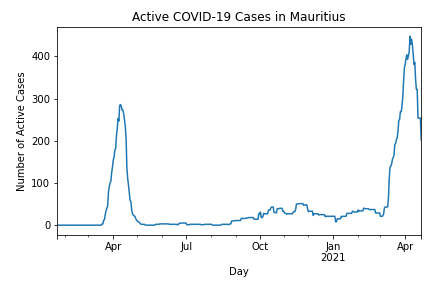 Active COVID-19 Cases in Mauritius
Number of Active Cases
400
300
200
100
0
Apr
Jul
Oct
Jan
2021
Apr
Day